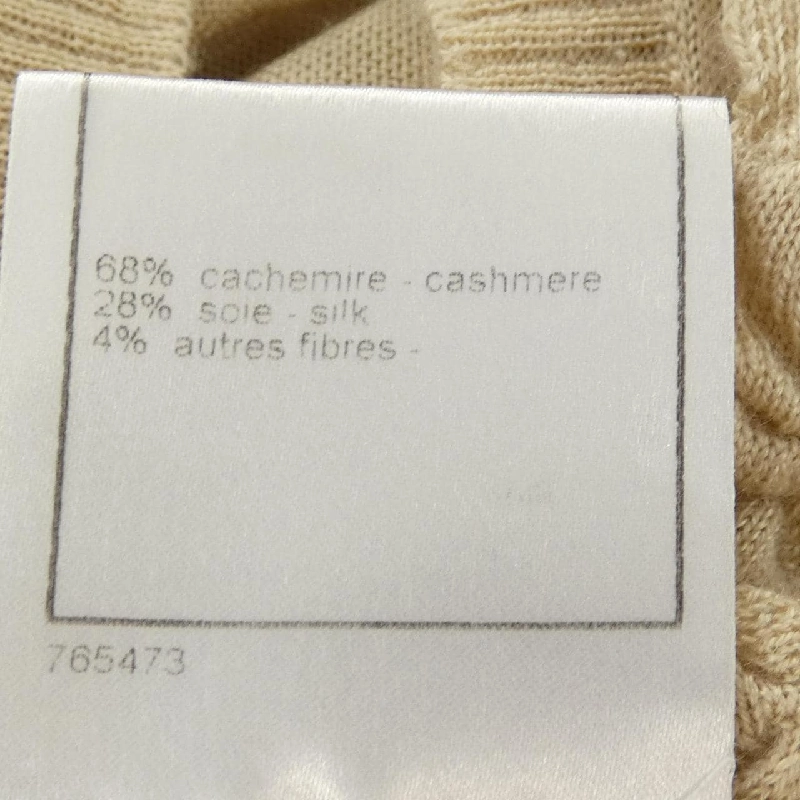 68% cachemire - cashmere
28% soie - silk
4% autres fibres -
765473